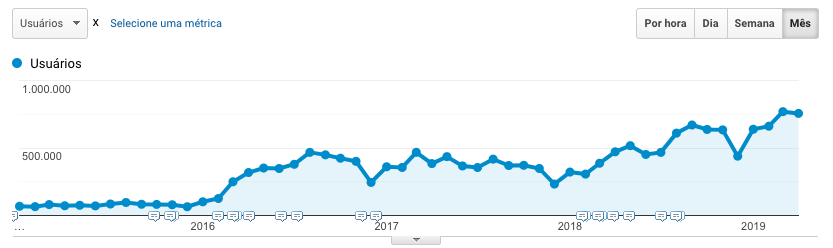 Usuários x Selecione uma métrica Por hora Dia Semana Mês
Usuários
1.000.000
500.000
... 2016 2017 2018 2019